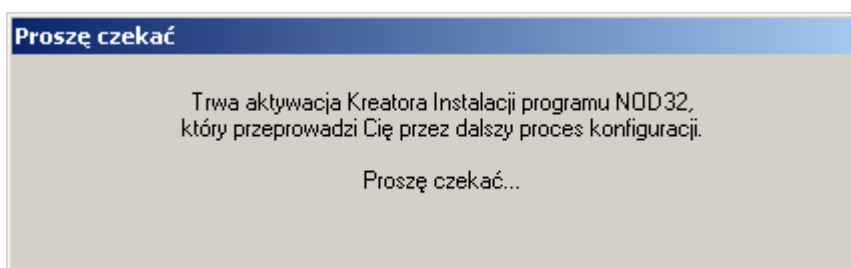 Proszę czekać
Trwa aktywacja Kreatora Instalacji programu NOD32,
który przeprowadzi Cię przez dalszy proces konfiguracji.
Proszę czekać...